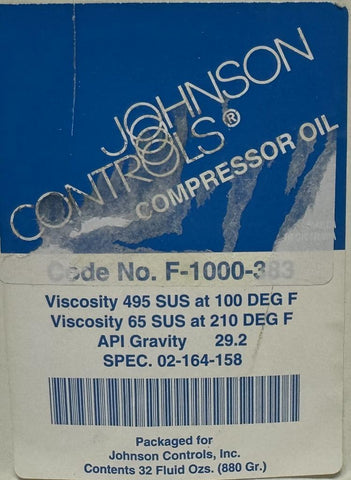 JOHNSON
CONTROLS®
COMPRESSOR OIL
Code No. F-1000-383
Viscosity 495 SUS at 100 DEG F
Viscosity 65 SUS at 210 DEG F
API Gravity 29.2
SPEC. 02-164-158
Packaged for
Johnson Controls, Inc.
Contents 32 Fluid Ozs. (880 Gr.)